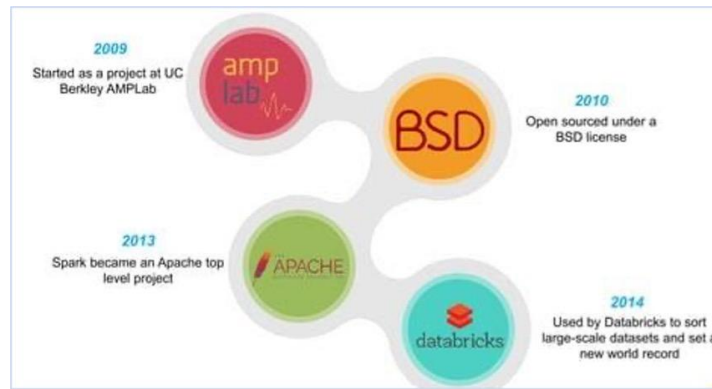 2009
Started as a project at UC
Berkley AMPLab
amp
lab
BSD
2010
Open sourced under a
BSD license
2013
Spark became an Apache top
level project
THE
APACHE
databricks
2014
Used by Databricks to sort
large-scale datasets and set a
new world record